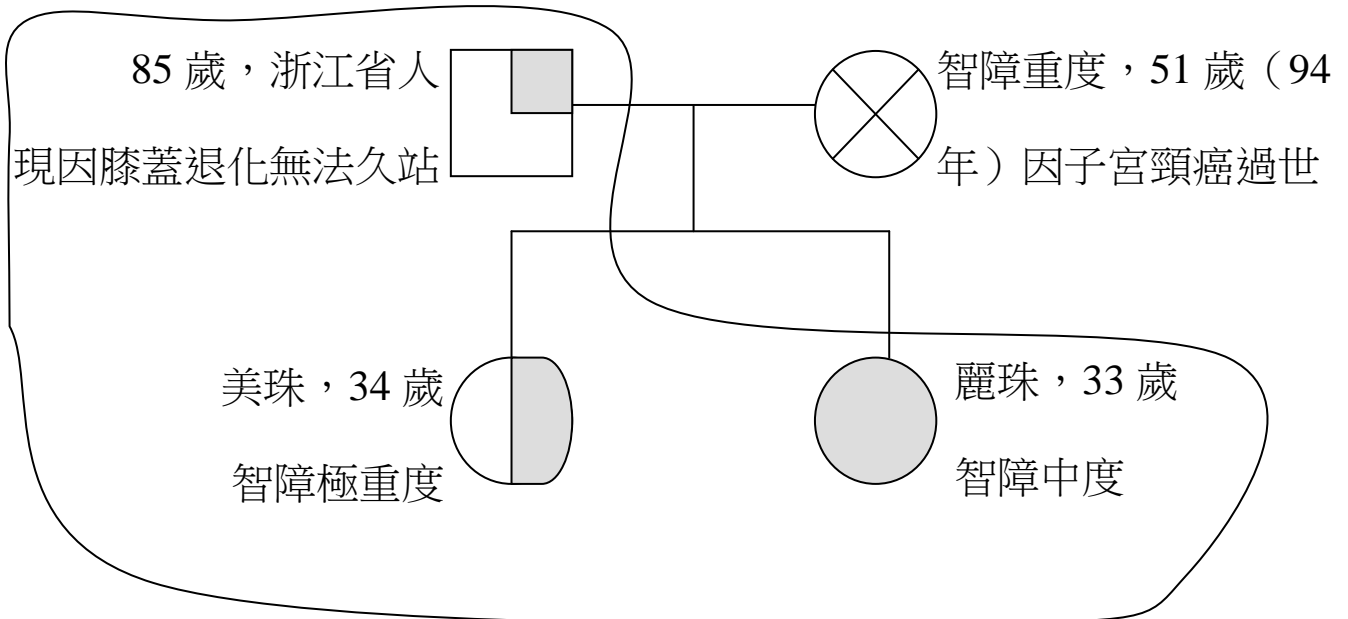 85 歲，浙江省人
現因膝蓋退化無法久站
智障重度，51 歲（94
年）因子宮頸癌過世
美珠，34 歲
智障極重度
麗珠，33 歲
智障中度